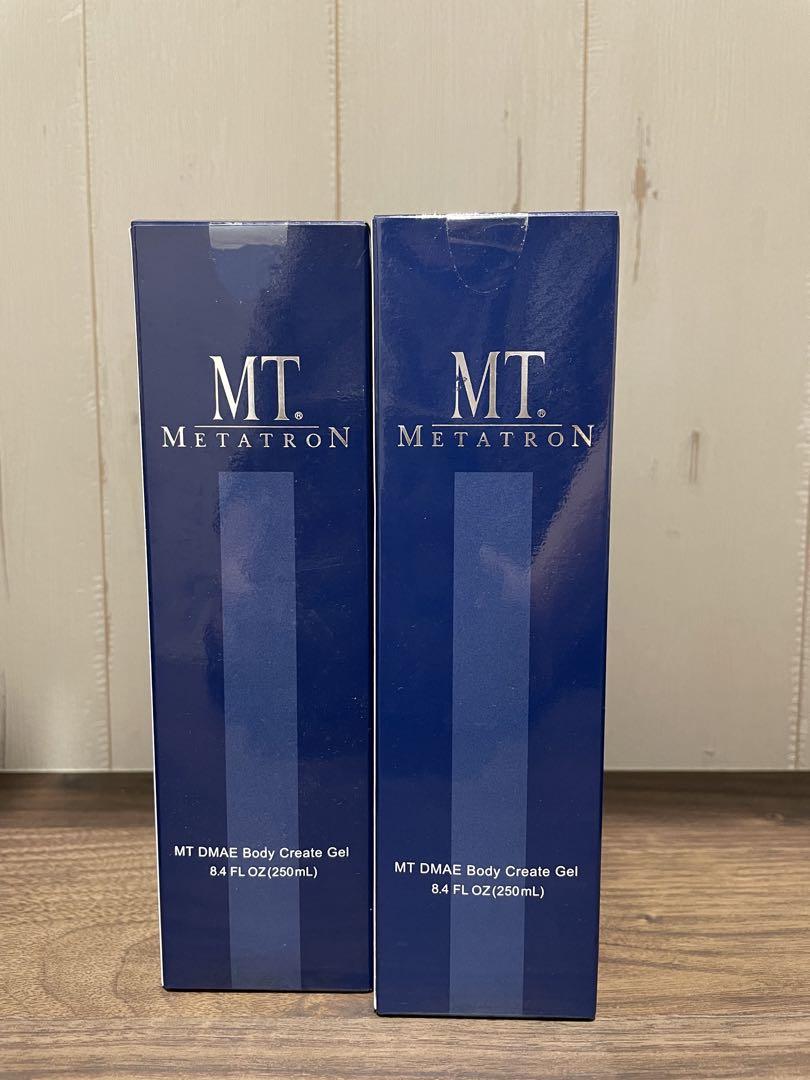 MT®
METATRON
MT DMAE Body Create Gel
8.4 FL OZ(250mL)
MT®
METATRON
MT DMAE Body Create Gel
8.4 FL OZ(250mL)